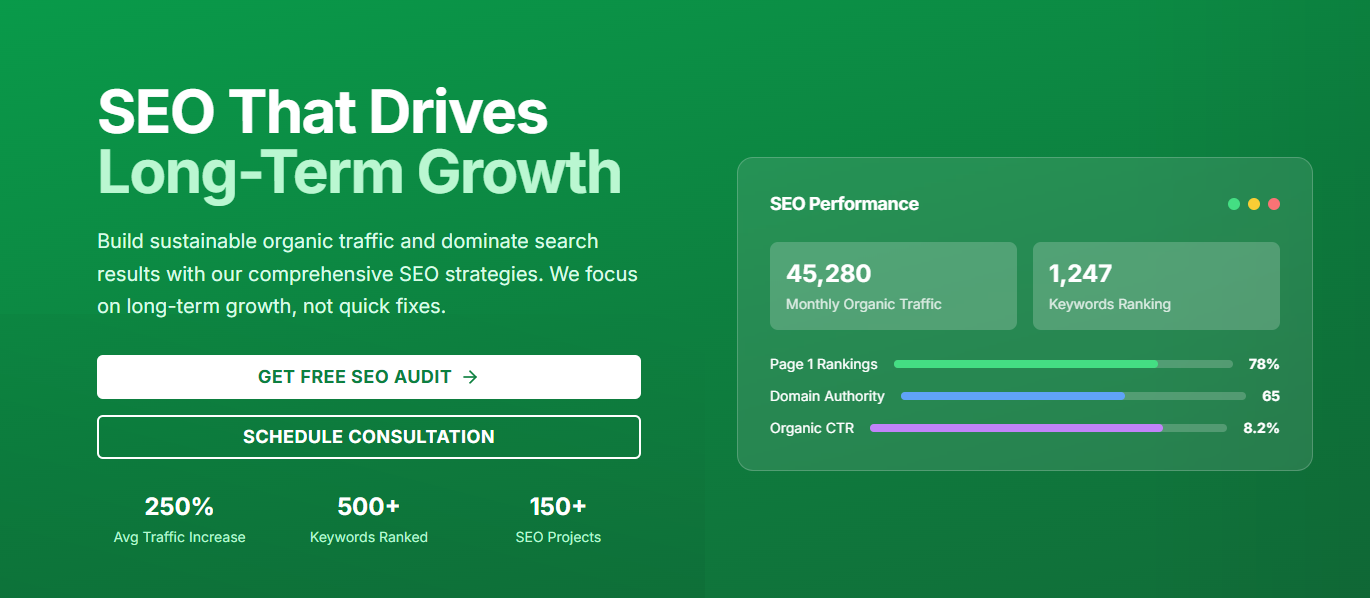 SEO That Drives
Long-Term Growth
Build sustainable organic traffic and dominate search
results with our comprehensive SEO strategies. We focus
on long-term growth, not quick fixes.
GET FREE SEO AUDIT →
SCHEDULE CONSULTATION
250%
Avg Traffic Increase
500+
Keywords Ranked
150+
SEO Projects
SEO Performance
45,280
Monthly Organic Traffic
1,247
Keywords Ranking
Page 1 Rankings 78%
Domain Authority 65
Organic CTR 8.2%